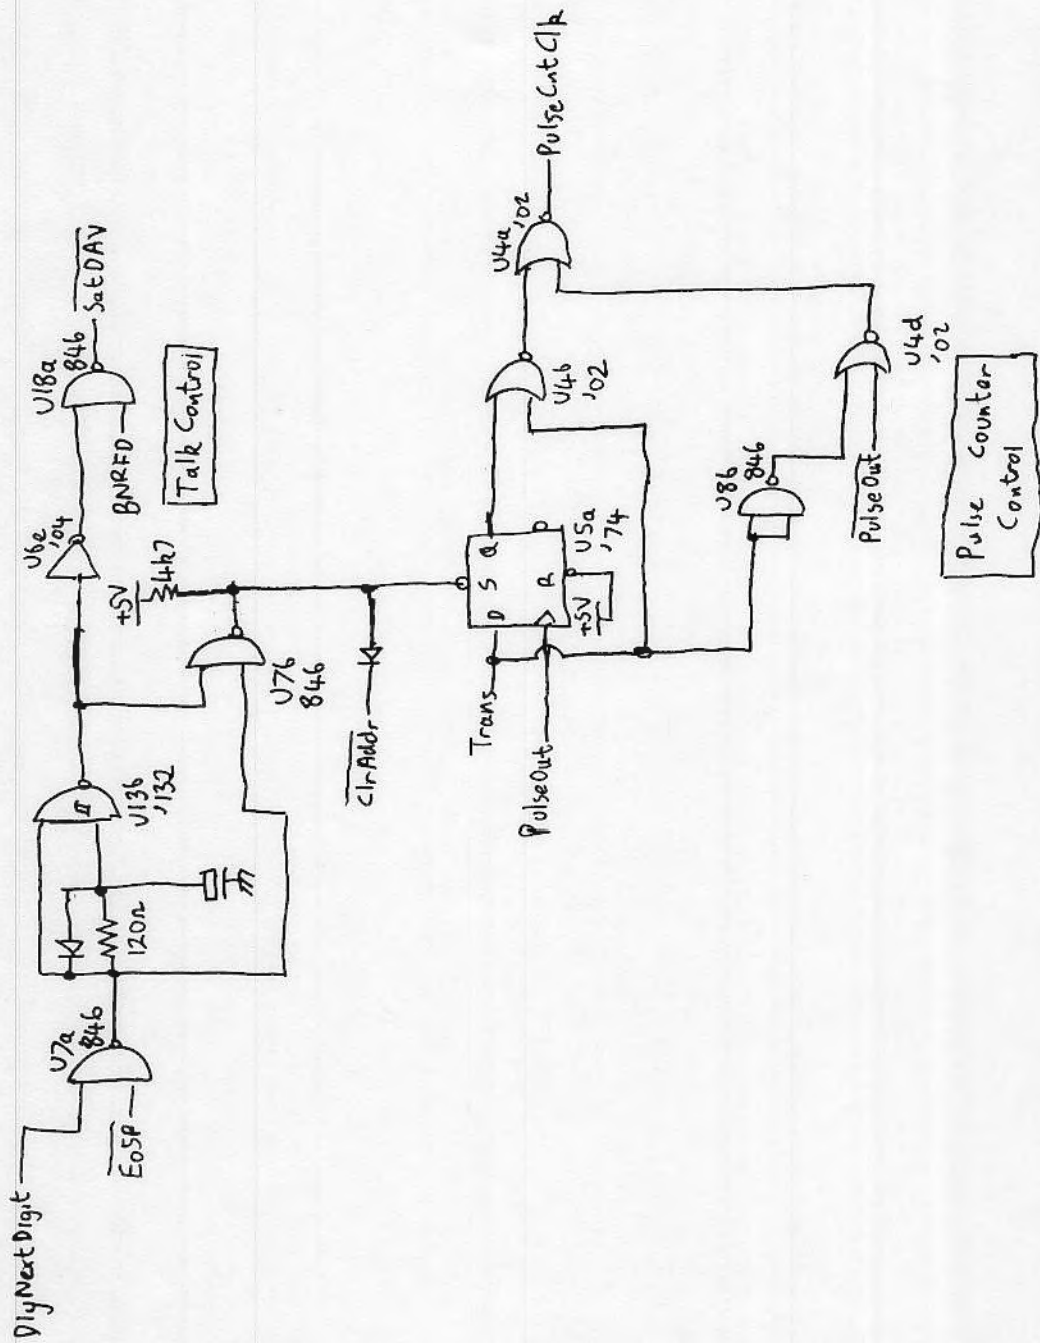 DlyNextDigit
EoSP
U7a
846
120Ω
U13b
'132
U6e
'04
U18a
846
SatDAV
BNRFD
Talk Control
+5V
4k7
U7b
846
ClrAddr
Trans
PulseOut
D
S
Q
R
U5a
'74
+5V
U4b
'02
U4a
'02
PulseCntClk
U8b
846
PulseOut
U4d
'02
Pulse Counter
Control